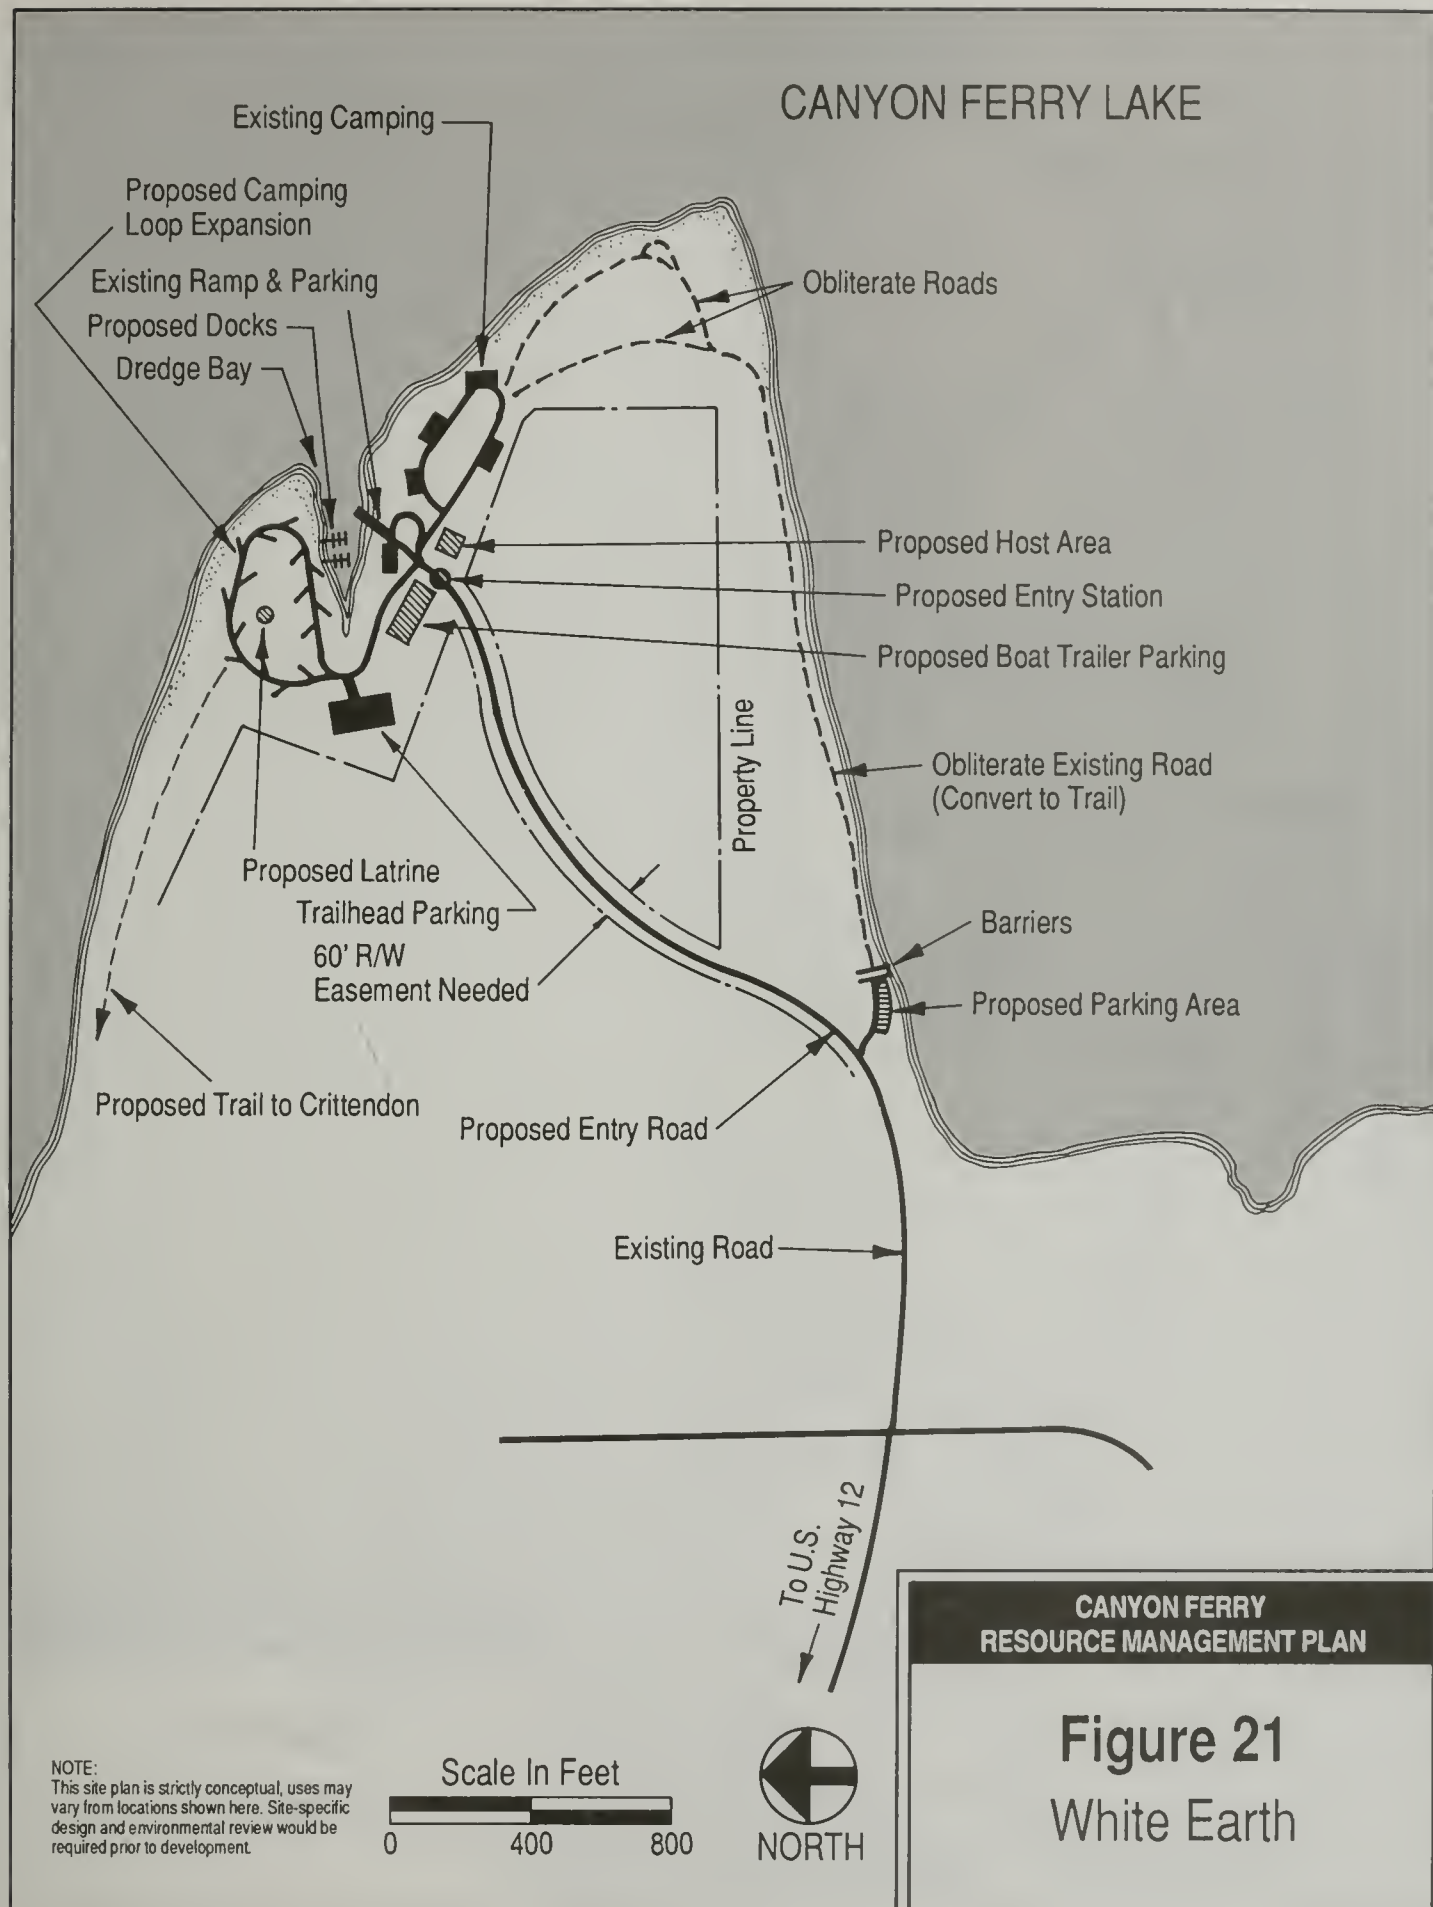 CANYON FERRY LAKE
Existing Camping
Proposed Camping
Loop Expansion
Existing Ramp & Parking
Proposed Docks
Dredge Bay
Obliterate Roads
Proposed Host Area
Proposed Entry Station
Proposed Boat Trailer Parking
Property Line
Obliterate Existing Road
(Convert to Trail)
Proposed Latrine
Trailhead Parking
60' R/W
Easement Needed
Barriers
Proposed Parking Area
Proposed Trail to Crittendon
Proposed Entry Road
Existing Road
To U.S.
Highway 12
CANYON FERRY
RESOURCE MANAGEMENT PLAN
Figure 21
White Earth
NOTE:
This site plan is strictly conceptual, uses may
vary from locations shown here. Site-specific
design and environmental review would be
required prior to development.
Scale In Feet
0 400 800
NORTH